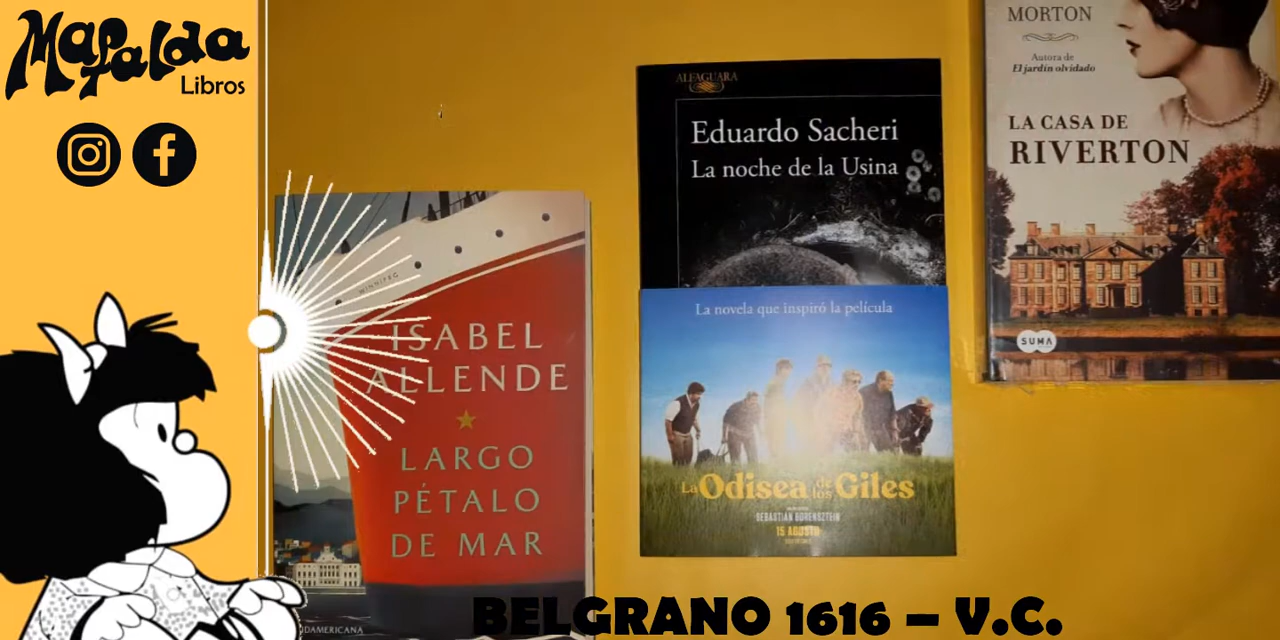 Mafalda
Libros
WINNIPEG
ISABEL
ALLENDE
LARGO
PÉTALO
DE MAR
ALFAGUARA
Eduardo Sacheri
La noche de la Usina
La novela que inspiró la película
La Odisea de los Giles
SEBASTIÁN BORENSZTEIN
15 AGOSTO
MORTON
Autora de
El jardín olvidado
LA CASA DE
RIVERTON
SUMA
BELGRANO 1616 – V.C.